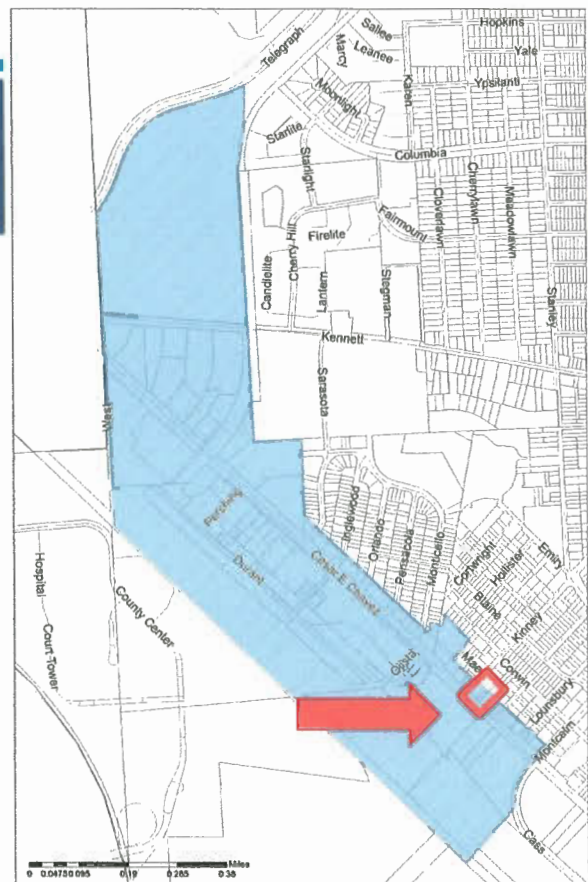 Hopkins
Sallee
Marcy
Leanee
Yale
Telegraph
Karen
Ypsilanti
Moonlight
Starlite
Starlight
Columbia
Cherrylawn
Cloverlawn
Meadowlawn
Fairmount
Cherry Hill
Firelite
Candlelite
Lantern
Stegman
Stanley
Kennett
Sarasota
West
Inglewood
Orlando
Pensacola
Monticello
Pershing
Cesar E Chavez
Durant
Emiry
Cortwright
Hollister
Blaine
Kinney
Hospital
Court Tower
County Center
Corwin
Lounsbury
Montcalm
Cass
Miles
0 0.0475 0.095 0.19 0.285 0.38